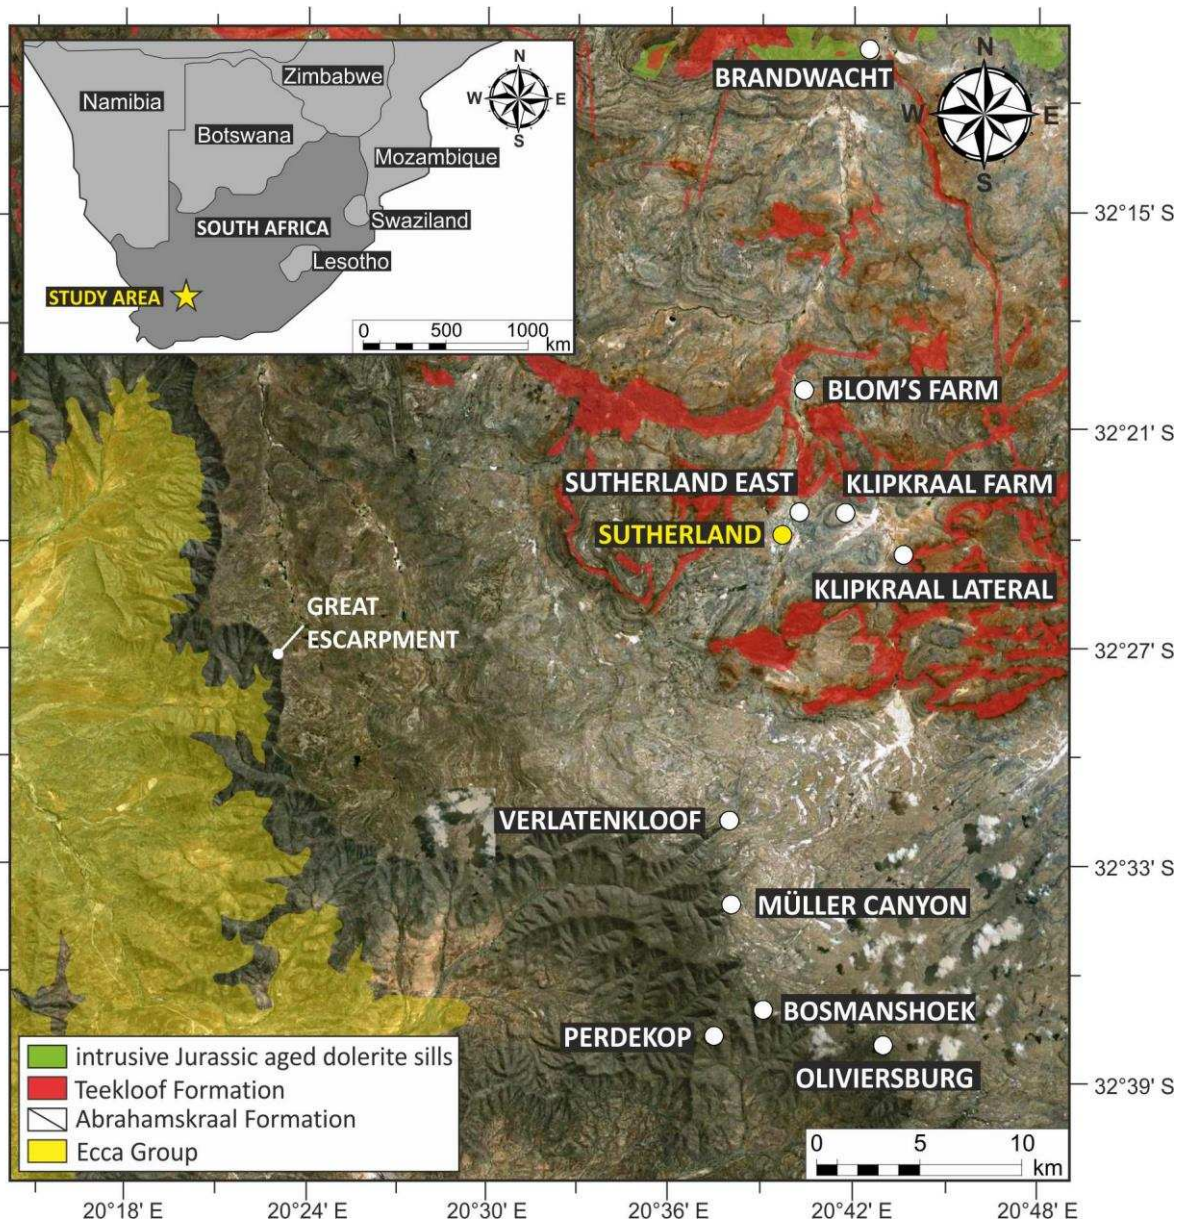 N
W
E
S
Namibia
Zimbabwe
Botswana
Mozambique
SOUTH AFRICA
Swaziland
Lesotho
STUDY AREA
0 500 1000
km
BRANDWACHT
N
W
E
S
32°15' S
BLOM'S FARM
32°21' S
SUTHERLAND EAST
KLIPKRAAL FARM
SUTHERLAND
KLIPKRAAL LATERAL
GREAT
ESCARPMENT
32°27' S
VERLATENKLOOF
32°33' S
MÜLLER CANYON
BOSMANSHOEK
PERDEKOP
OLIVIERSBURG
32°39' S
intrusive Jurassic aged dolerite sills
Teekloof Formation
Abrahamskraal Formation
Ecca Group
0 5 10
km
20°18' E
20°24' E
20°30' E
20°36' E
20°42' E
20°48' E